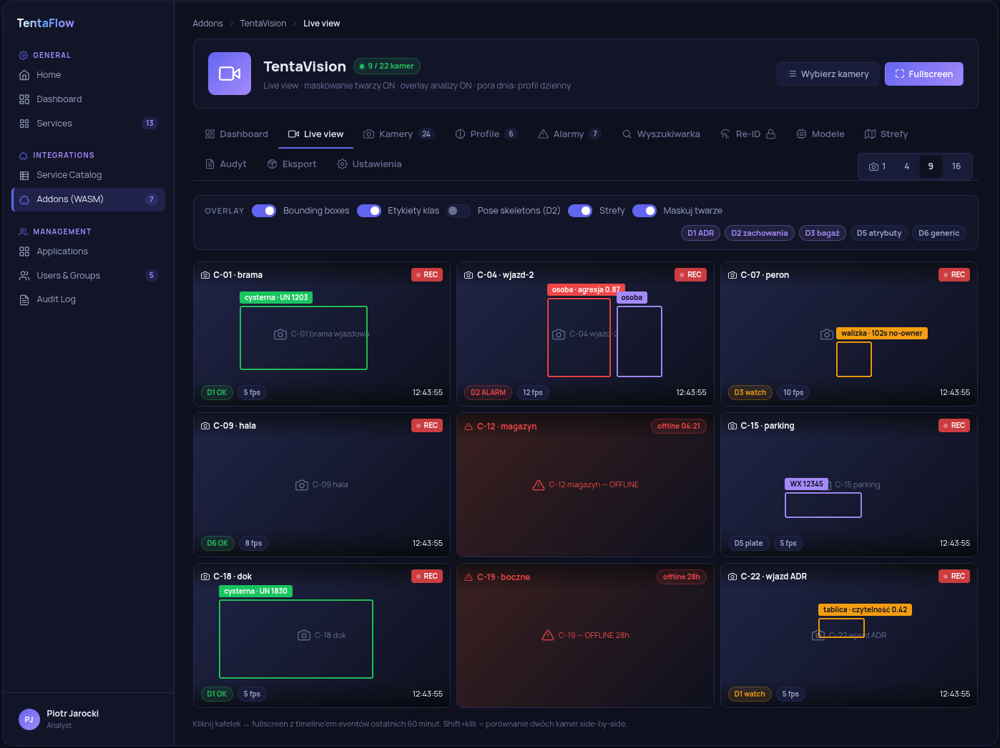 TentaFlow
GENERAL
Home
Dashboard
Services 13
INTEGRATIONS
Service Catalog
Addons (WASM) 7
MANAGEMENT
Applications
Users & Groups 5
Audit Log
PJ
Piotr Jarocki
Analyst
Addons › TentaVision › Live view
TentaVision
9 / 22 kamer
Live view · maskowanie twarzy ON · overlay analizy ON · pora dnia: profil dzienny
Wybierz kamery
Fullscreen
Dashboard Live view Kamery 24 Profile 6 Alarmy 7 Wyszukiwarka Re-ID Modele Strefy
Audyt Eksport Ustawienia
1 4 9 16
OVERLAY Bounding boxes Etykiety klas Pose skeletons (D2) Strefy Maskuj twarze
D1 ADR D2 zachowania D3 bagaż D5 atrybuty D6 generic
C-01 · brama
REC
cysterna · UN 1203
C-01 brama wjazdowa
D1 OK 5 fps
12:43:55
C-04 · wjazd-2
REC
osoba · agresja 0.87
osoba
C-04 wjazd-2
D2 ALARM 12 fps
12:43:55
C-07 · peron
REC
walizka · 102s no-owner
D3 watch 10 fps
12:43:55
C-09 · hala
REC
C-09 hala
D6 OK 8 fps
12:43:55
C-12 · magazyn
offline 04:21
C-12 magazyn — OFFLINE
C-15 · parking
REC
WX 12345
C-15 parking
D5 plate 5 fps
12:43:55
C-18 · dok
REC
cysterna · UN 1830
C-18 dok
D1 OK 5 fps
12:43:55
C-19 · boczne
offline 28h
C-19 — OFFLINE 28h
C-22 · wjazd ADR
REC
tablica · czytelność 0.42
C-22 wjazd ADR
D1 watch 5 fps
12:43:55
Kliknij kafelek → fullscreen z timeline'em eventów ostatnich 60 minut. Shift+klik = porównanie dwóch kamer side-by-side.